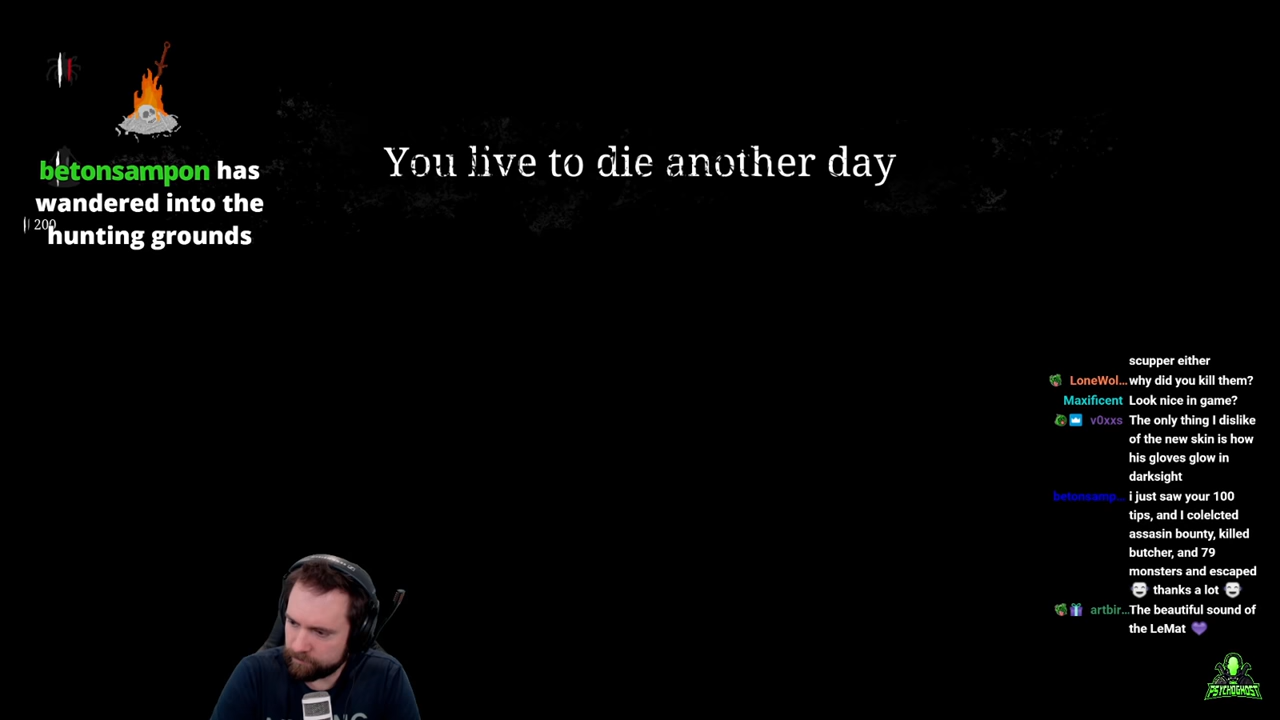 You live to die another day
betonsampon has
wandered into the
hunting grounds
200
scupper either
LoneWol... why did you kill them?
Maxificent Look nice in game?
v0xxs The only thing I dislike
of the new skin is how
his gloves glow in
darksight
betonsamp... i just saw your 100
tips, and I colelcted
assasin bounty, killed
butcher, and 79
monsters and escaped
thanks a lot
artbir... The beautiful sound of
the LeMat
PSYCHOGHOST